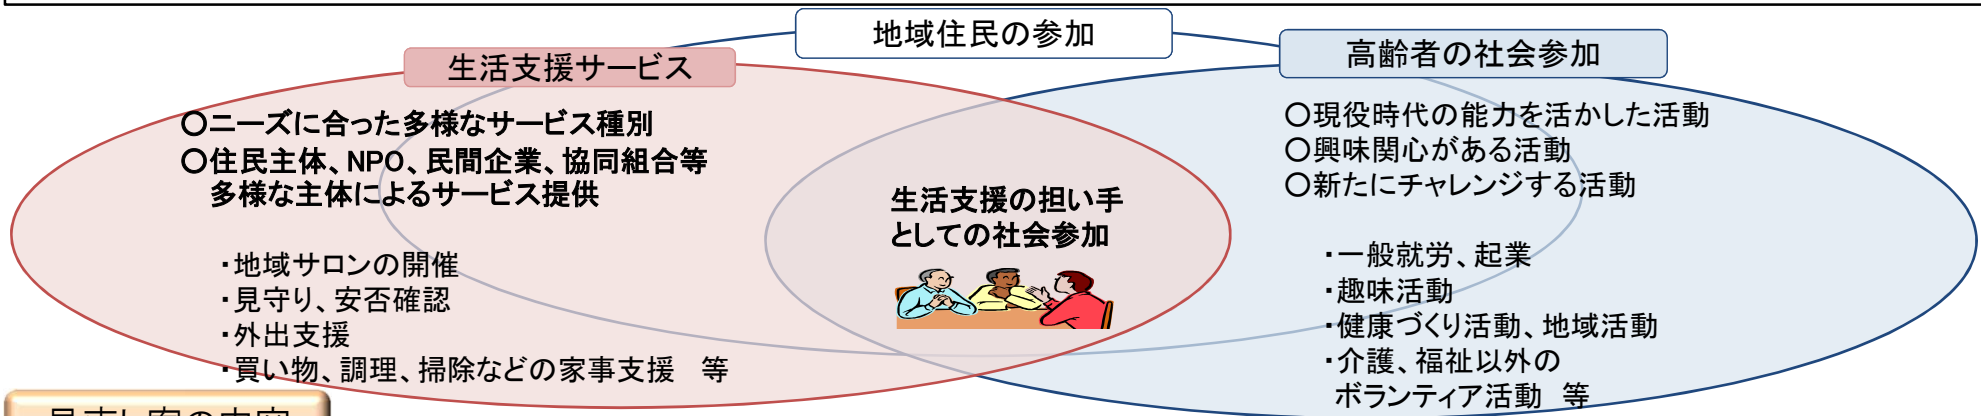 地域住民の参加
生活支援サービス
高齢者の社会参加
○ニーズに合った多様なサービス種別
○住民主体、NPO、民間企業、協同組合等
多様な主体によるサービス提供
・地域サロンの開催
・見守り、安否確認
・外出支援
・買い物、調理、掃除などの家事支援 等
生活支援の担い手
としての社会参加
○現役時代の能力を活かした活動
○興味関心がある活動
○新たにチャレンジする活動
・一般就労、起業
・趣味活動
・健康づくり活動、地域活動
・介護、福祉以外の
ボランティア活動 等